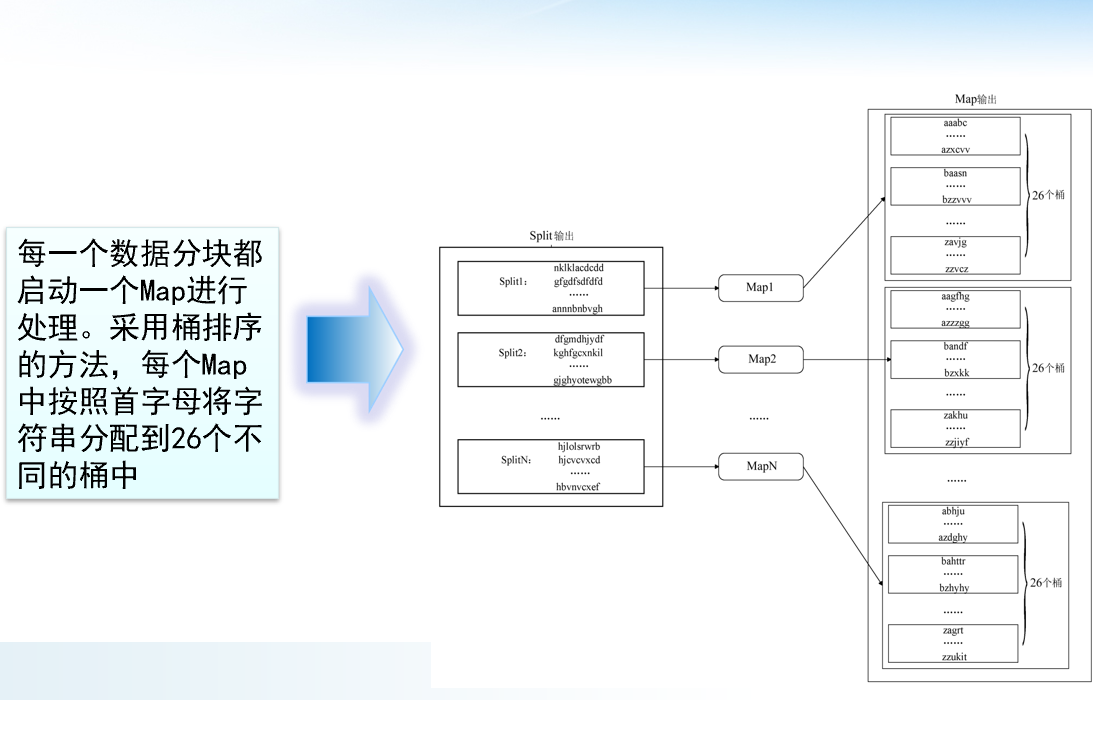 每一个数据分块都
启动一个Map进行
处理。采用桶排序
的方法，每个Map
中按照首字母将字
符串分配到26个不
同的桶中
Split输出
Split1:
nklklacdcdd
gfgdfsdfdfd
······
annnbnbvgh
Split2:
dfgmdhjydf
kghfgcxnkil
······
gjghyotewgbb
······
SplitN:
hjlolsrwrb
hjcvcvxcd
······
hbvnvcxef
Map1
Map2
······
MapN
Map输出
aaabc
······
azxcvv
baasn
······
bzzvvv
······
zavjg
······
zzvcz
26个桶
aagfhg
······
azzzgg
bandf
······
bzxkk
······
zakhu
······
zzjiyf
26个桶
······
abhju
······
azdghy
bahttr
······
bzhyhy
······
zagrt
······
zzukit
26个桶